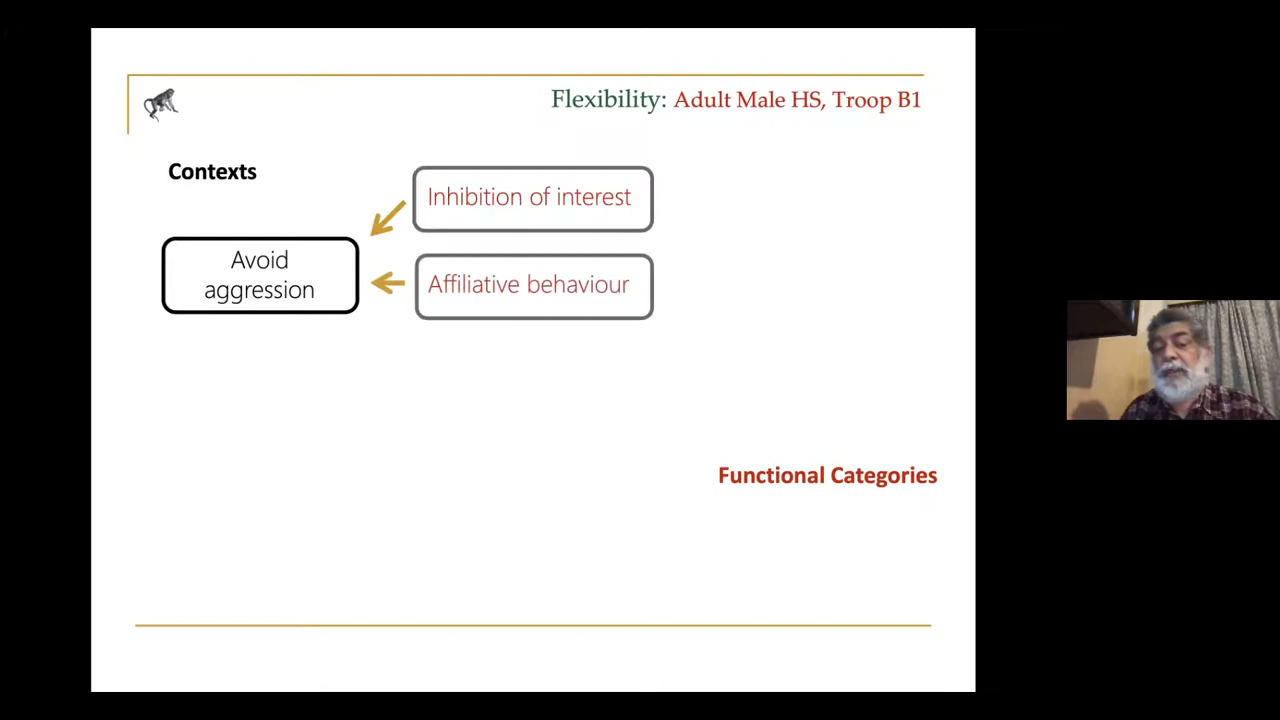 Flexibility: Adult Male HS, Troop B1
Contexts
Inhibition of interest
Avoid
aggression
Affiliative behaviour
Functional Categories